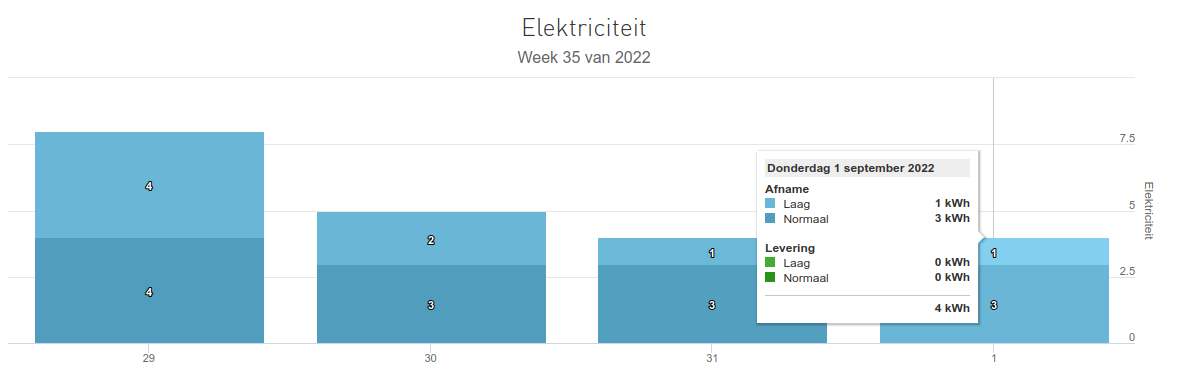 Elektriciteit
Week 35 van 2022
7.5
5
2.5
0
Elektriciteit
4
4
2
3
1
3
1
3
Donderdag 1 september 2022
Afname
Laag 1 kWh
Normaal 3 kWh
Levering
Laag 0 kWh
Normaal 0 kWh
4 kWh
29 30 31 1